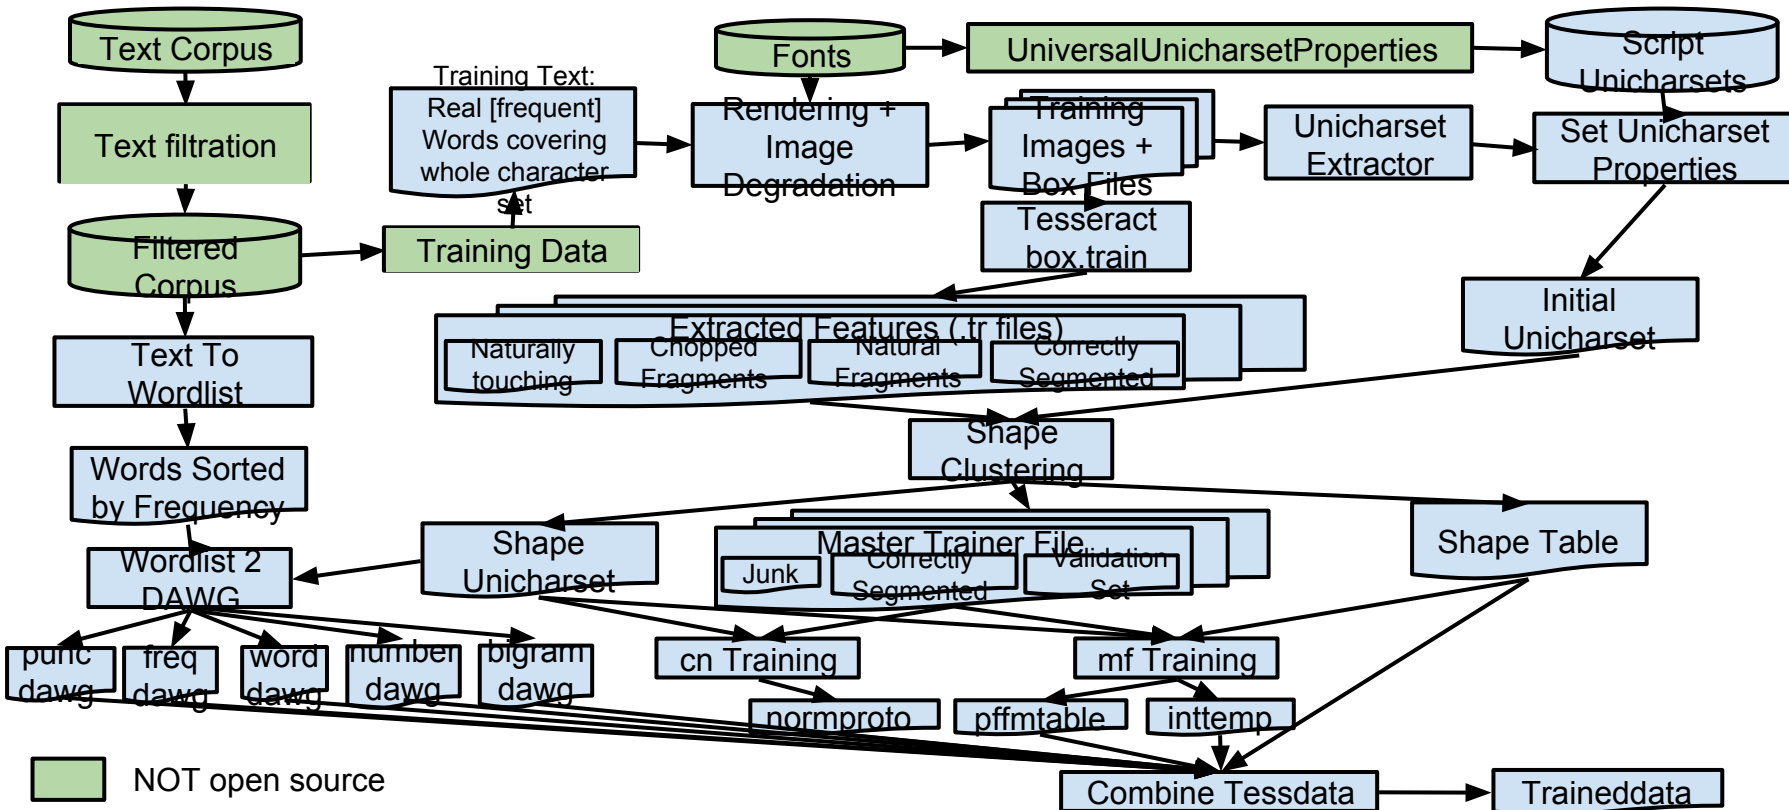 Text Corpus
Text filtration
Filtered
Corpus
Text To
Wordlist
Words Sorted
by Frequency
Wordlist 2
DAWG
punc
dawg
freq
dawg
word
dawg
number
dawg
bigram
dawg
NOT open source
Training Text:
Real [frequent]
Words covering
whole character
set
Training Data
Fonts
UniversalUnicharsetProperties
Script
Unicharsets
Rendering +
Image
Degradation
Training
Images +
Box Files
Unicharset
Extractor
Set Unicharset
Properties
Tesseract
box.train
Initial
Unicharset
Extracted Features (.tr files)
Naturally
touching
Chopped
Fragments
Natural
Fragments
Correctly
Segmented
Shape
Clustering
Shape
Unicharset
Master Trainer File
Junk
Correctly
Segmented
Validation
Set
Shape Table
cn Training
mf Training
normproto
pffmtable
inttemp
Combine Tessdata
Traineddata